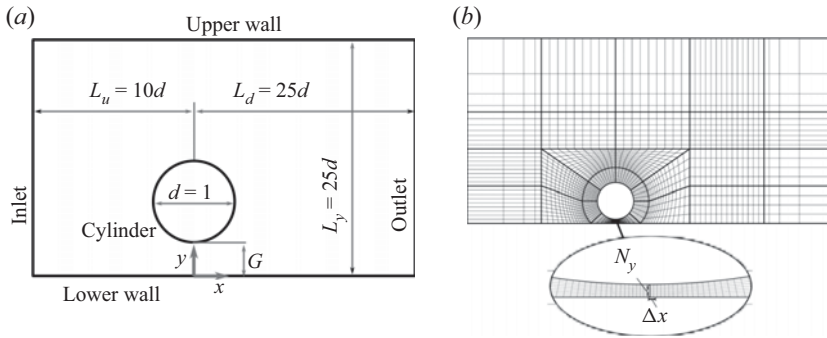 (a)
Upper wall
L_u = 10d
L_d = 25d
Inlet
d = 1
L_y = 25d
Outlet
Cylinder
y
G
x
Lower wall
(b)
N_y
Δx